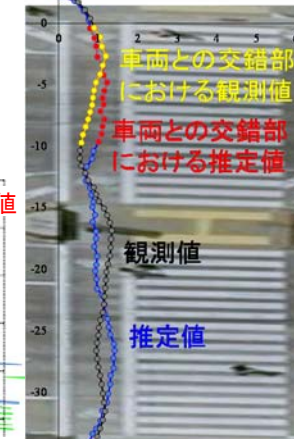 0
0 1 2 3 4 5
車両との交錯部
における観測値
-5
車両との交錯部
における推定値
-10
-15
値
観測値
-20
推定値
-25
-30